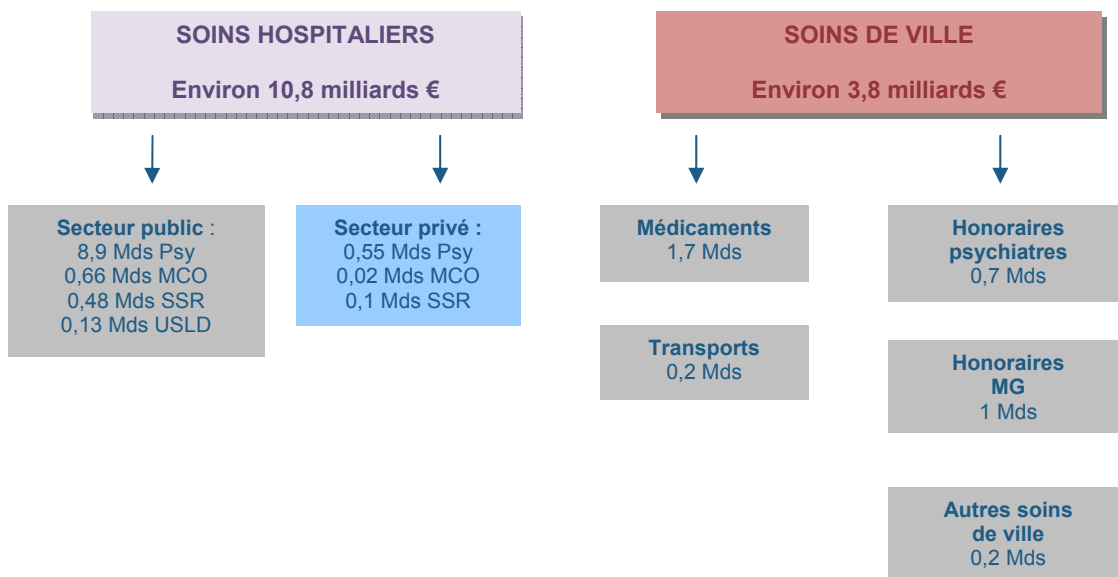 SOINS HOSPITALIERS
Environ 10,8 milliards €
SOINS DE VILLE
Environ 3,8 milliards €
Secteur public :
8,9 Mds Psy
0,66 Mds MCO
0,48 Mds SSR
0,13 Mds USLD
Secteur privé :
0,55 Mds Psy
0,02 Mds MCO
0,1 Mds SSR
Médicaments
1,7 Mds
Transports
0,2 Mds
Honoraires
psychiatres
0,7 Mds
Honoraires
MG
1 Mds
Autres soins
de ville
0,2 Mds